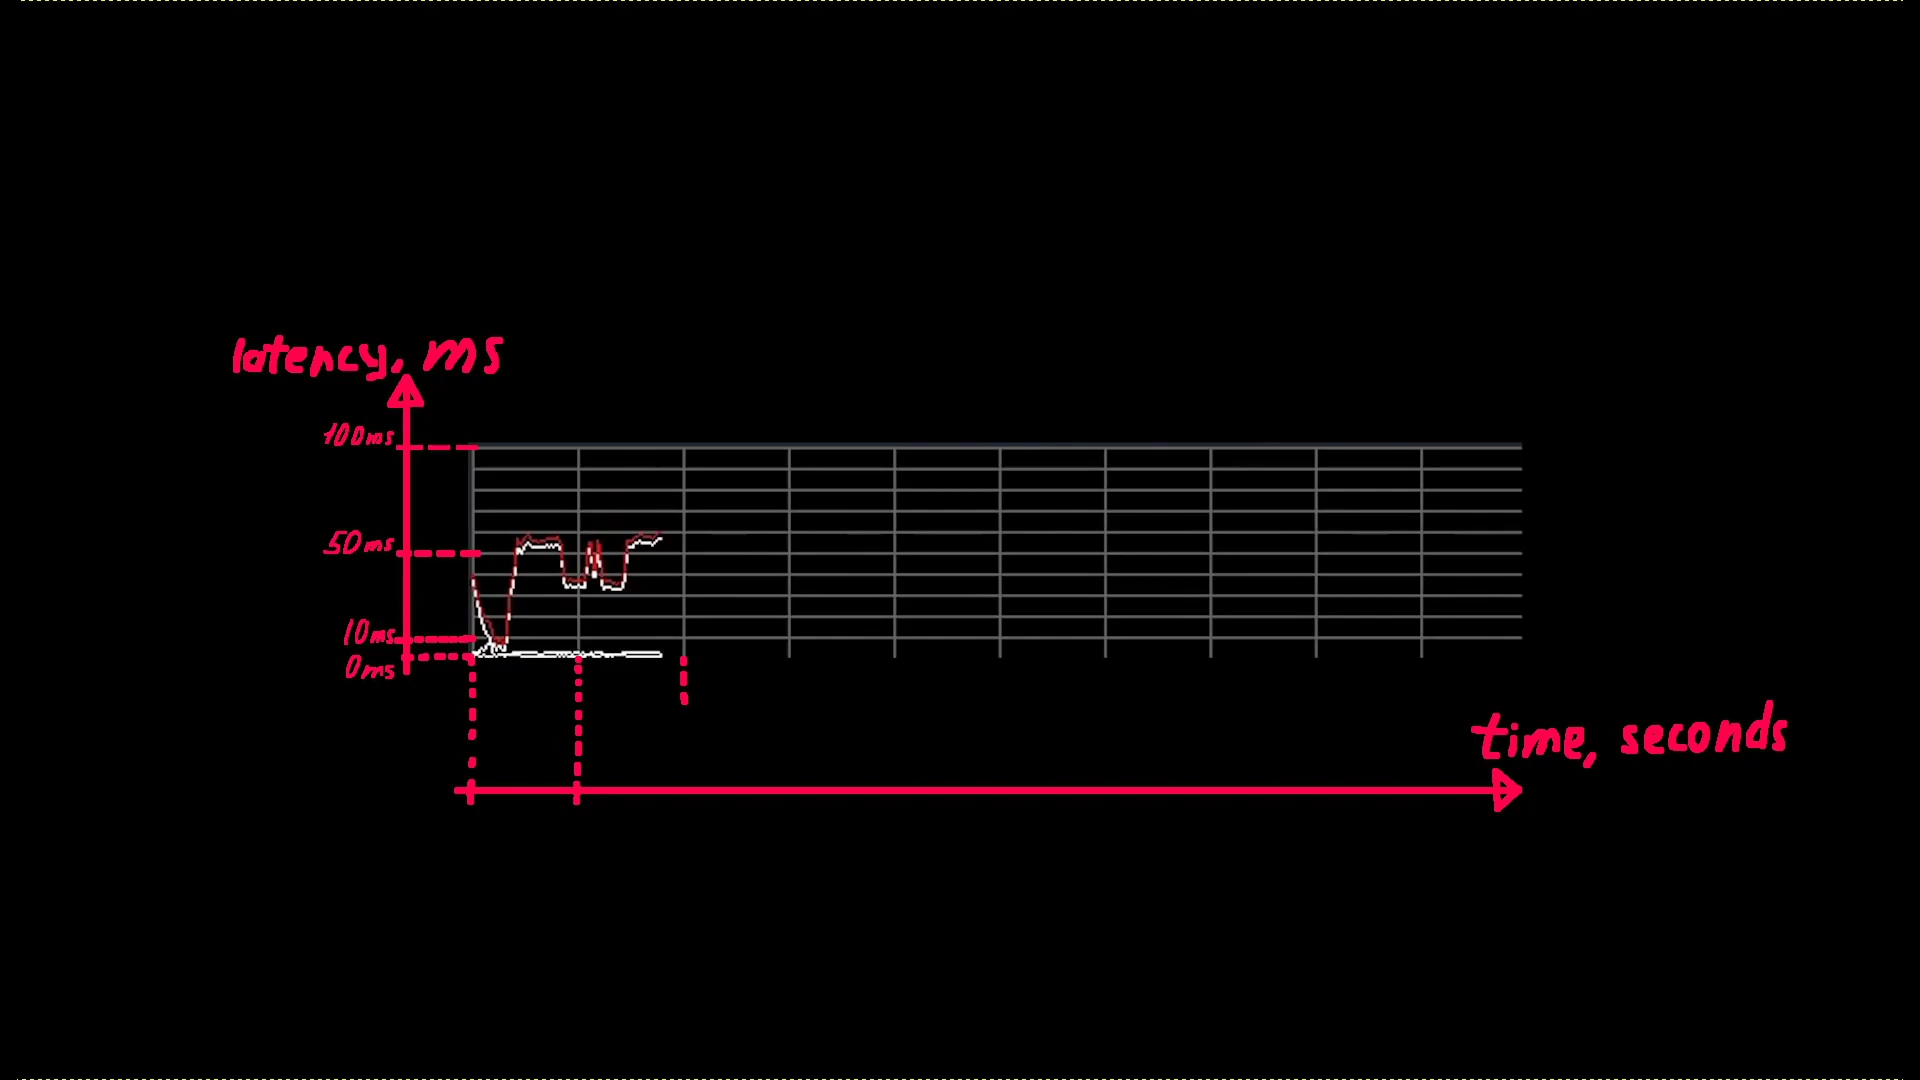 latency, ms
100ms
50ms
10ms
0ms
time, seconds